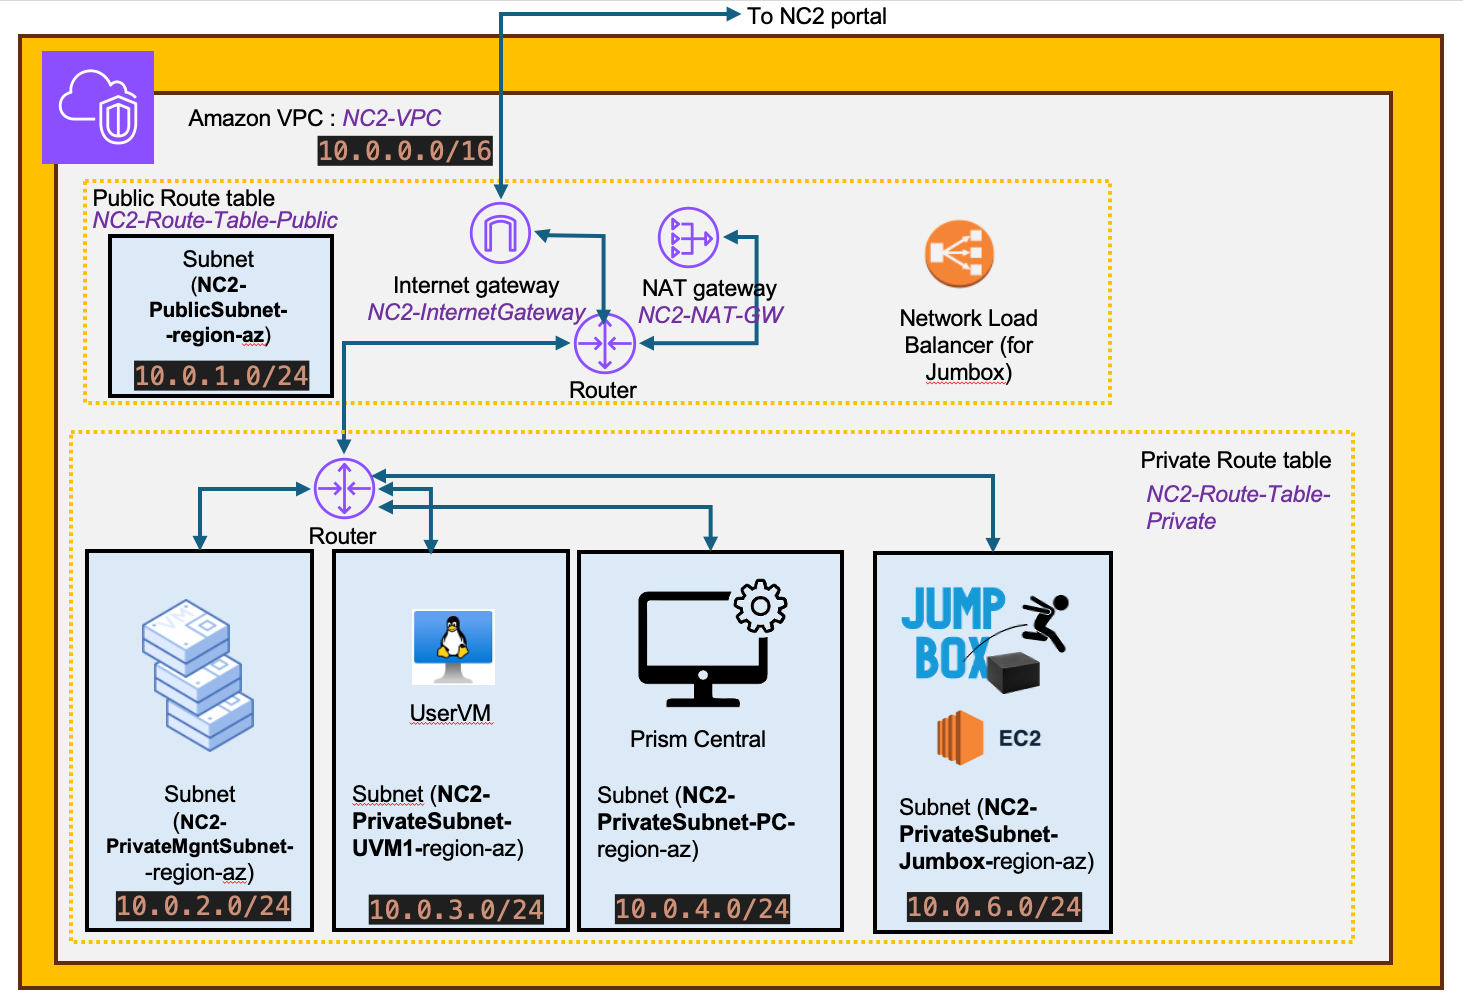 To NC2 portal
Amazon VPC : NC2-VPC
10.0.0.0/16
Public Route table
NC2-Route-Table-Public
Subnet
(NC2-
PublicSubnet-
-region-az)
10.0.1.0/24
Internet gateway
NC2-InternetGateway
NAT gateway
NC2-NAT-GW
Router
Network Load
Balancer (for
Jumbox)
Private Route table
NC2-Route-Table-
Private
Router
VM
Subnet
(NC2-
PrivateMgntSubnet-
-region-az)
10.0.2.0/24
UserVM
Subnet (NC2-
PrivateSubnet-
UVM1-region-az)
10.0.3.0/24
Prism Central
Subnet (NC2-
PrivateSubnet-PC-
region-az)
10.0.4.0/24
JUMP
BOX
EC2
Subnet (NC2-
PrivateSubnet-
Jumbox-region-az)
10.0.6.0/24